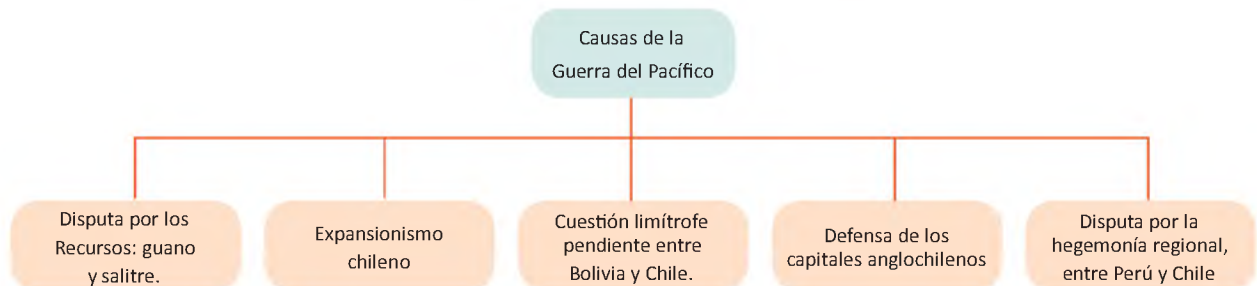 Causas de la
Guerra del Pacífico
Disputa por los
Recursos: guano
y salitre.
Expansionismo
chileno
Cuestión limítrofe
pendiente entre
Bolivia y Chile.
Defensa de los
capitales anglochilenos
Disputa por la
hegemonía regional,
entre Perú y Chile